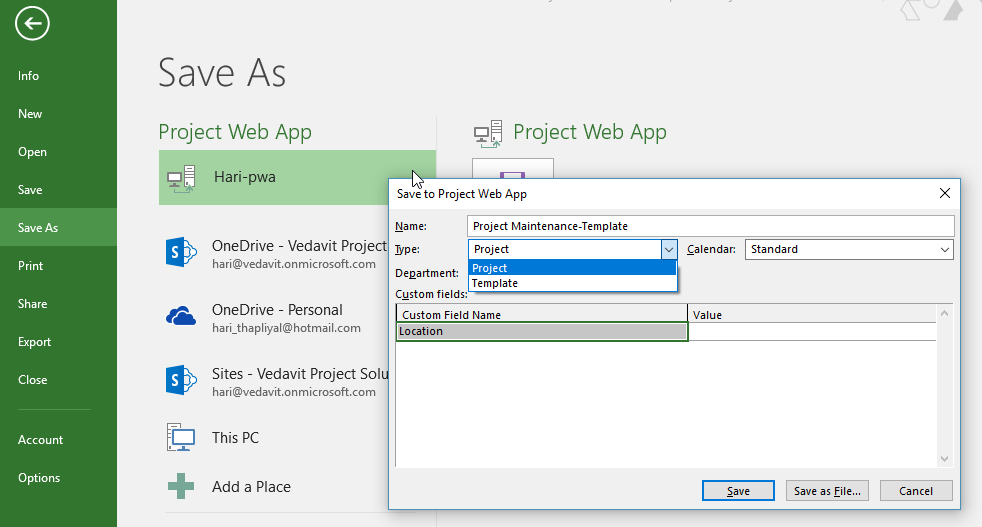 Info
New
Open
Save
Save As
Print
Share
Export
Close
Account
Options
Save As
Project Web App
Hari-pwa
OneDrive - Vedavit Project
hari@vedavit.onmicrosoft.com
OneDrive - Personal
hari_thapliyal@hotmail.com
Sites - Vedavit Project Solu
hari@vedavit.onmicrosoft.com
This PC
Add a Place
Project Web App
Save to Project Web App
Name: Project Maintenance-Template
Type: Project Calendar: Standard
Project
Template
Department:
Custom fields:
Custom Field Name Value
Location
Save Save as File... Cancel